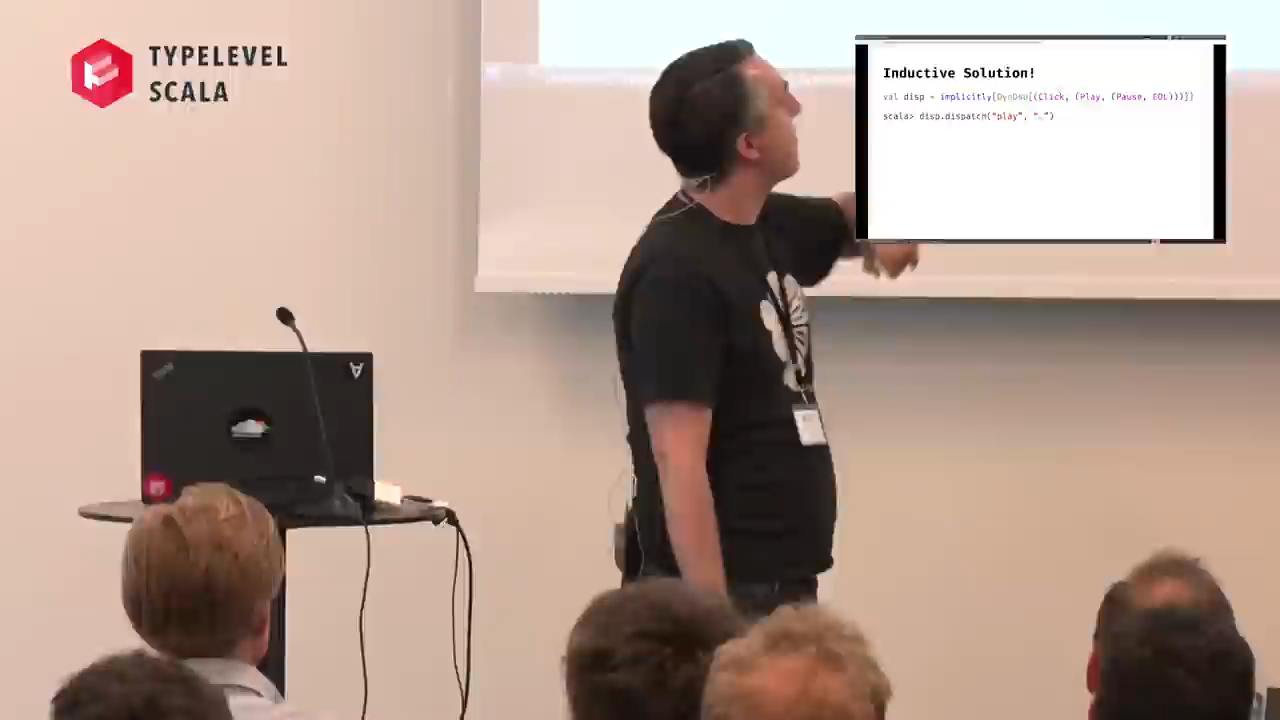 TYPELEVEL
SCALA
Inductive Solution!
val disp = implicitly[DynDsp[(Click, (Play, (Pause, EOL)))]]
scala> disp.dispatch("play", "…")